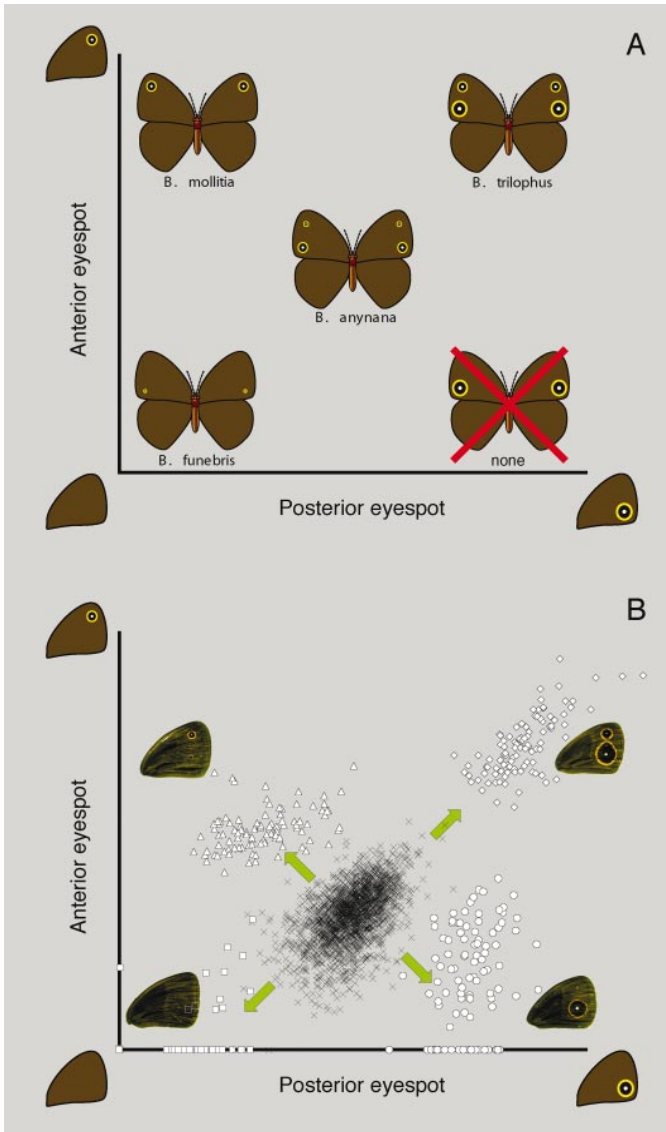 A
B. mollitia
B. trilophus
B. anynana
Anterior eyespot
B. funebris
none
Posterior eyespot
B
Anterior eyespot
Posterior eyespot